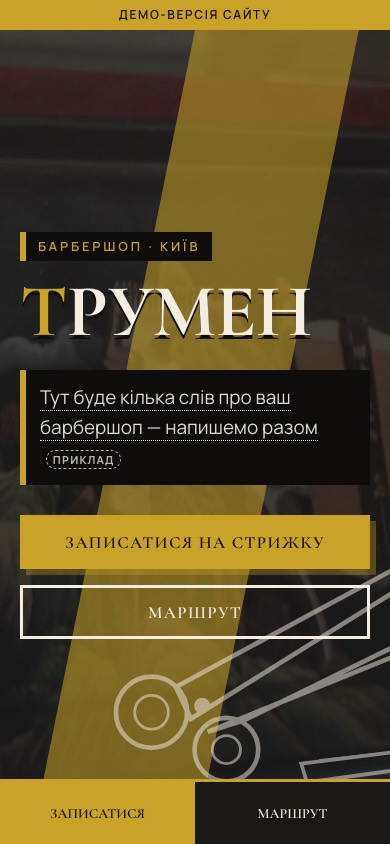 ДЕМО-ВЕРСІЯ САЙТУ
БАРБЕРШОП · КИЇВ
ТРУМЕН
Тут буде кілька слів про ваш
барбершоп — напишемо разом
ПРИКЛАД
ЗАПИСАТИСЯ НА СТРИЖКУ
МАРШРУТ
ЗАПИСАТИСЯ
МАРШРУТ